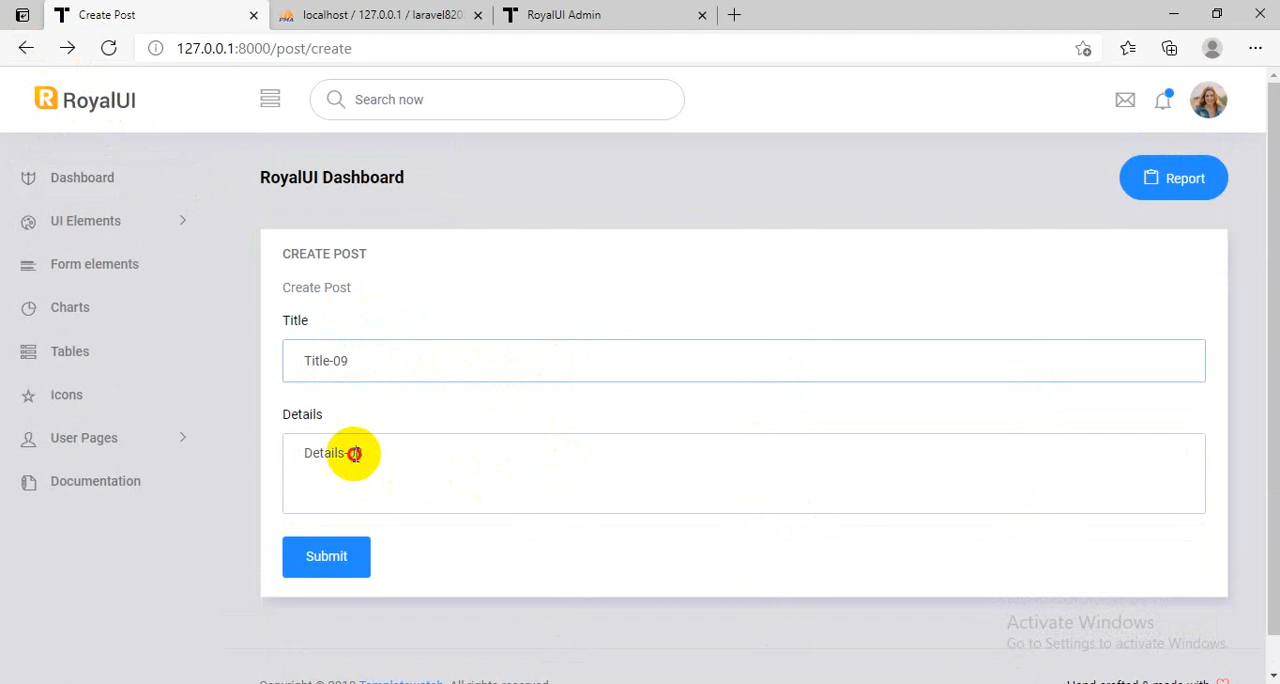 Create Post
localhost / 127.0.0.1 / laravel820
RoyalUI Admin
127.0.0.1:8000/post/create
RoyalUI
Search now
Dashboard
RoyalUI Dashboard
Report
UI Elements
CREATE POST
Form elements
Create Post
Charts
Title
Tables
Title-09
Icons
Details
User Pages
Details-
Documentation
Submit
Activate Windows
Go to Settings to activate Windows.
Copyright © 2018 Templatewatch. All rights reserved.
Hand-crafted & made with